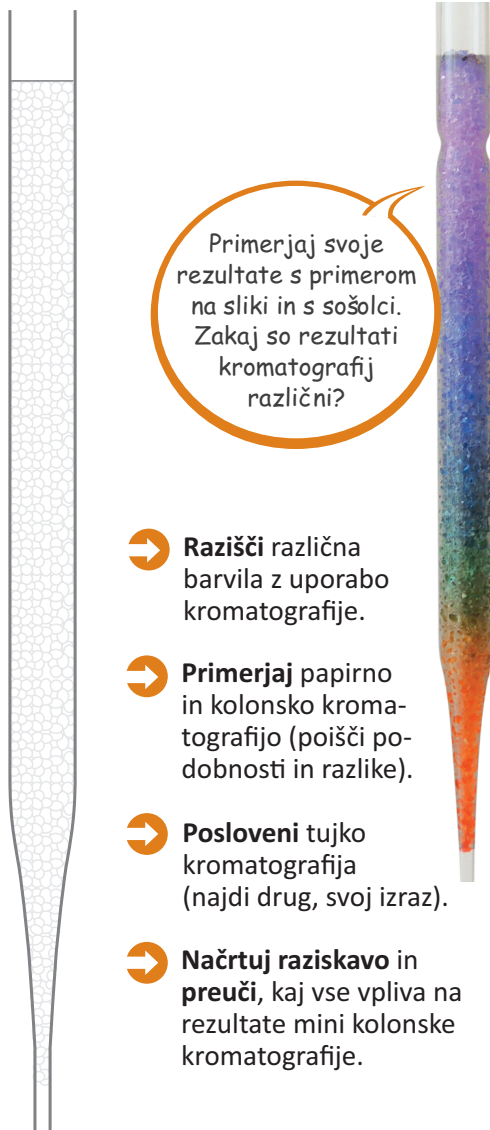 Primerjaj svoje
rezultate s primerom
na sliki in s sošolci.
Zakaj so rezultati
kromatografij
različni?
Razišči različna
barvila z uporabo
kromatografije.
Primerjaj papirno
in kolonsko kroma-
tografijo (poišči po-
dobnosti in razlike).
Posloveni tujko
kromatografija
(najdi drug, svoj izraz).
Načrtuj raziskavo in
preuči, kaj vse vpliva na
rezultate mini kolonske
kromatografije.